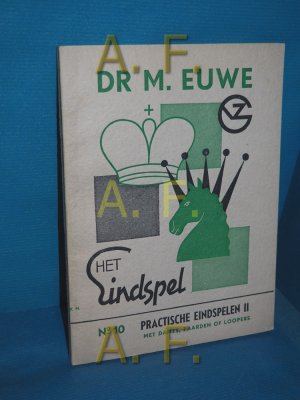 A. F.
DR M. EUWE
A. F.
HET
Eindspel
A. F.
No 10 PRACTISCHE EINDSPELEN II
MET DAMES, PAARDEN OF LOOPERS
A. F.